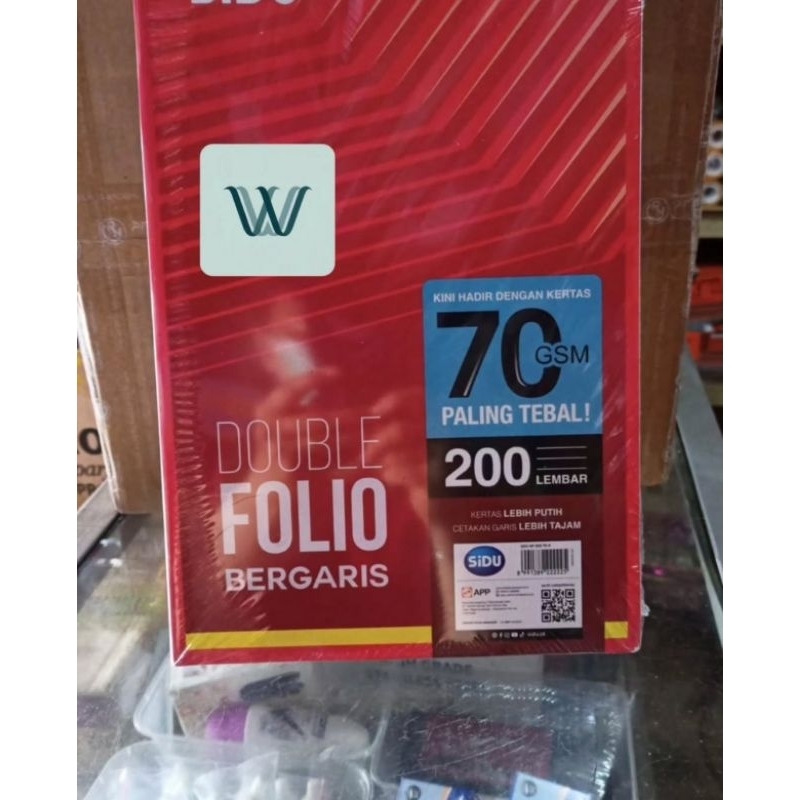 SiDU
W
KINI HADIR DENGAN KERTAS
70
GSM
PALING TEBAL!
200
LEMBAR
DOUBLE
FOLIO
BERGARIS
KERTAS LEBIH PUTIH
CETAKAN GARIS LEBIH TAJAM
SiDU
APP